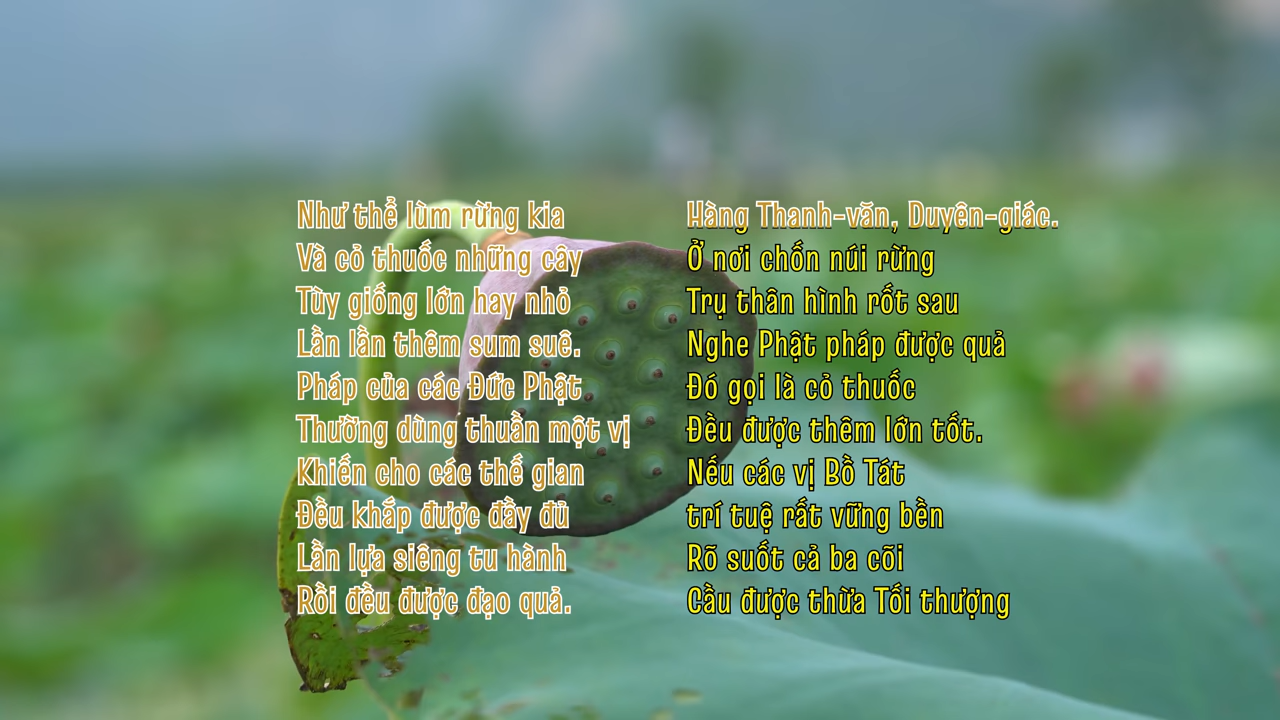 Như thể lùm rừng kia
Và cỏ thuốc những cây
Tùy giống lớn hay nhỏ
Lần lần thêm sum suê.
Pháp của các Đức Phật
Thường dùng thuần một vị
Khiến cho các thế gian
Đều khắp được đầy đủ
Lần lựa siêng tu hành
Rồi đều được đạo quả.
Hàng Thanh-văn, Duyên-giác.
Ở nơi chốn núi rừng
Trụ thân hình rốt sau
Nghe Phật pháp được quả
Đó gọi là cỏ thuốc
Đều được thêm lớn tốt.
Nếu các vị Bồ Tát
trí tuệ rất vững bền
Rõ suốt cả ba cõi
Cầu được thừa Tối thượng